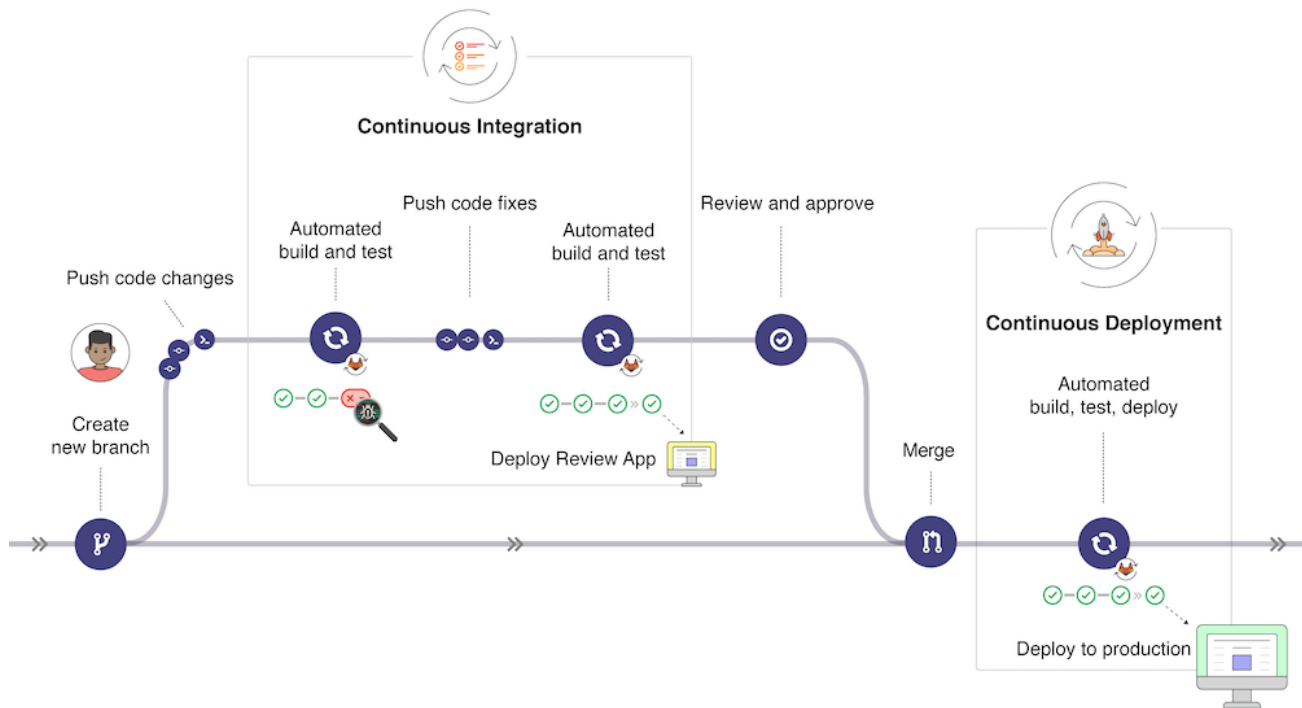 Continuous Integration
Push code fixes
Review and approve
Automated
build and test
Automated
build and test
Push code changes
Continuous Deployment
Automated
build, test, deploy
Create
new branch
Deploy Review App
Merge
Deploy to production